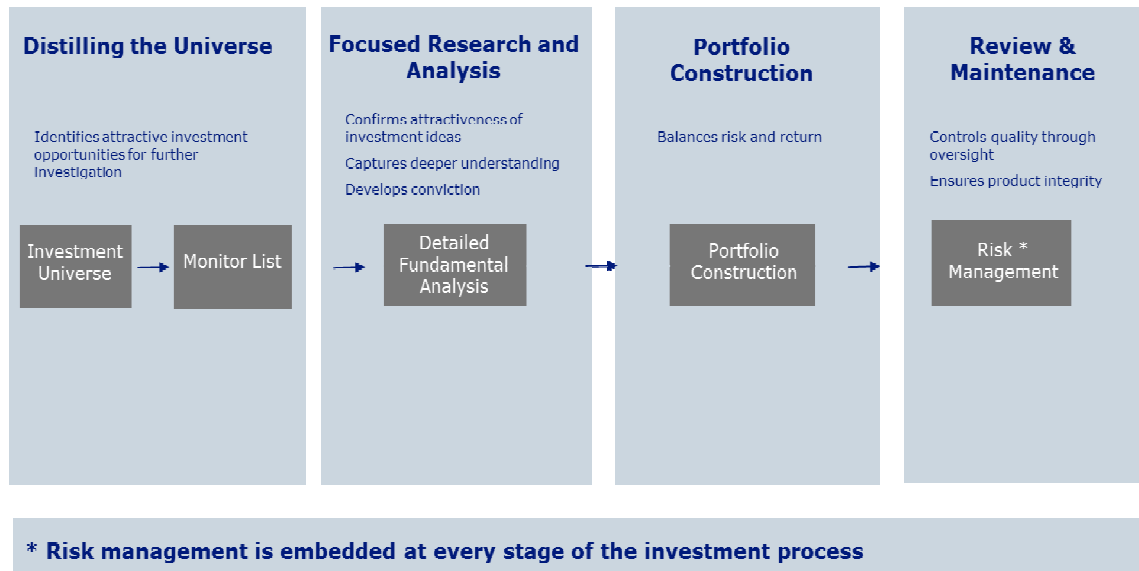 Distilling the Universe
Identifies attractive investment
opportunities for further
investigation
Investment
Universe
Monitor List
Focused Research and
Analysis
Confirms attractiveness of
investment ideas
Captures deeper understanding
Develops conviction
Detailed
Fundamental
Analysis
Portfolio
Construction
Balances risk and return
Portfolio
Construction
Review &
Maintenance
Controls quality through
oversight
Ensures product integrity
Risk *
Management
* Risk management is embedded at every stage of the investment process